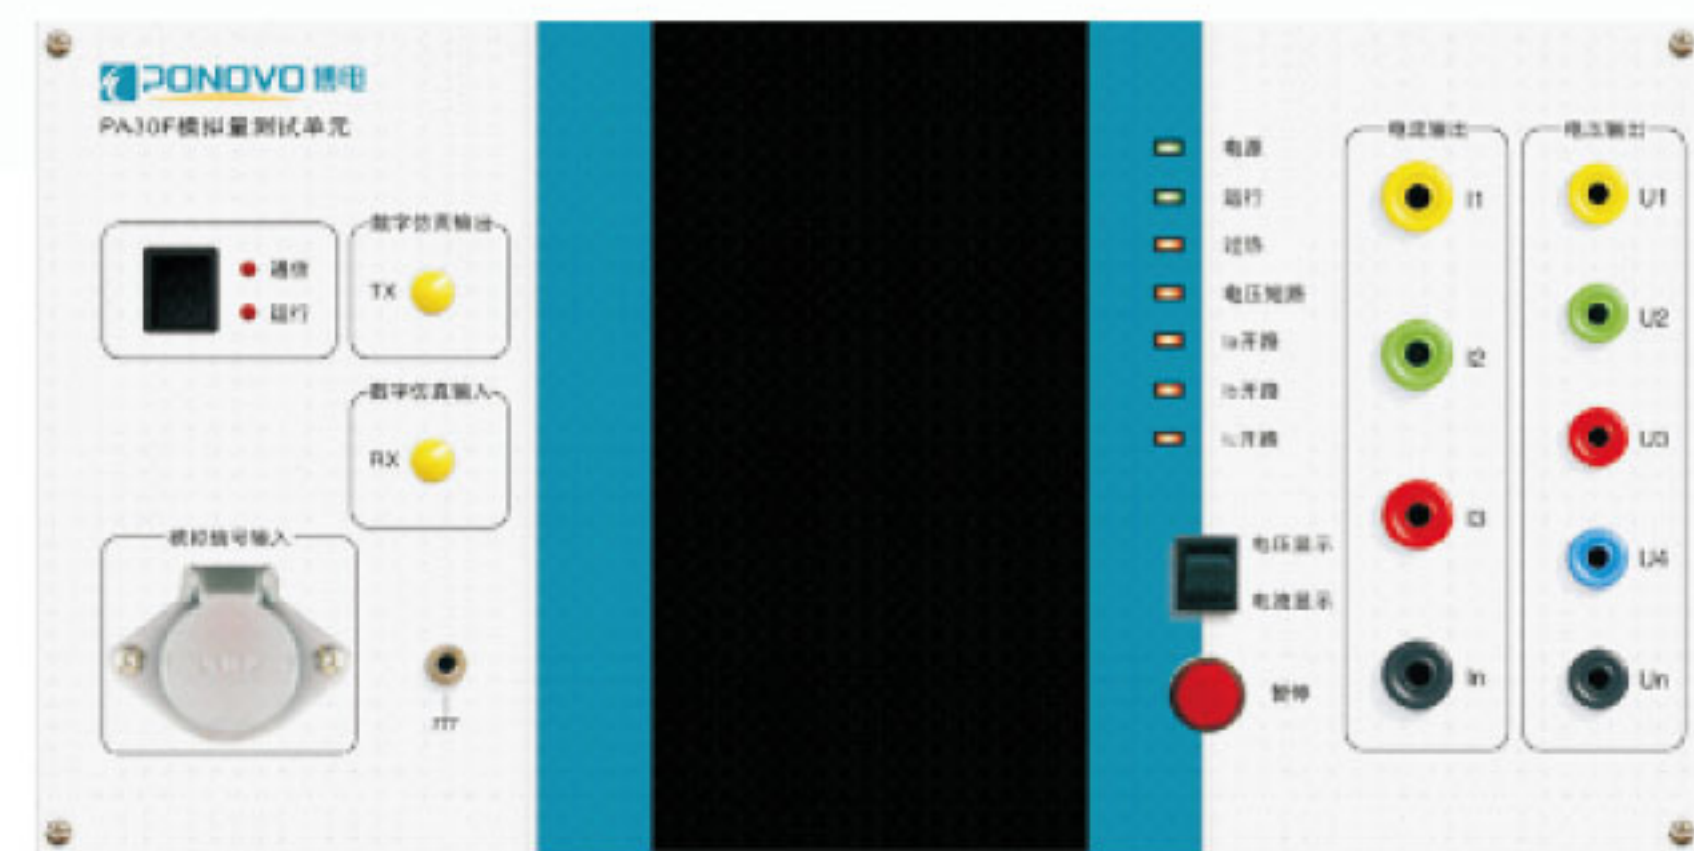 PONOVO 博电
PA30F模拟量测试单元
通信
运行
数字仿真输出
TX
数字仿真输入
RX
模拟信号输入
电源
运行
过热
电压短路
Ia开路
Ib开路
Ic开路
电压显示
电流显示
暂停
电流输出
I1
I2
I3
In
电压输出
U1
U2
U3
U4
Un